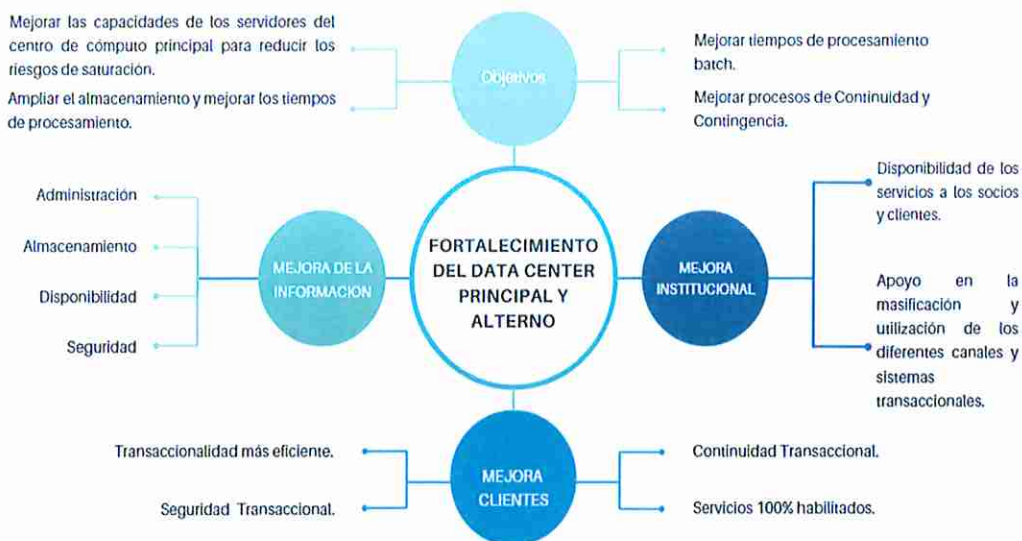 Mejorar las capacidades de los servidores del
centro de cómputo principal para reducir los
riesgos de saturación.
Ampliar el almacenamiento y mejorar los tiempos
de procesamiento.
Objetivos
Mejorar tiempos de procesamiento
batch.
Mejorar procesos de Continuidad y
Contingencia.
Administración
Almacenamiento
Disponibilidad
Seguridad
MEJORA DE LA
INFORMACION
FORTALECIMIENTO
DEL DATA CENTER
PRINCIPAL Y
ALTERNO
MEJORA
INSTITUCIONAL
Disponibilidad de los
servicios a los socios
y clientes.
Apoyo en la
masificación y
utilización de los
diferentes canales y
sistemas
transaccionales.
Transaccionalidad más eficiente.
Seguridad Transaccional.
MEJORA
CLIENTES
Continuidad Transaccional.
Servicios 100% habilitados.